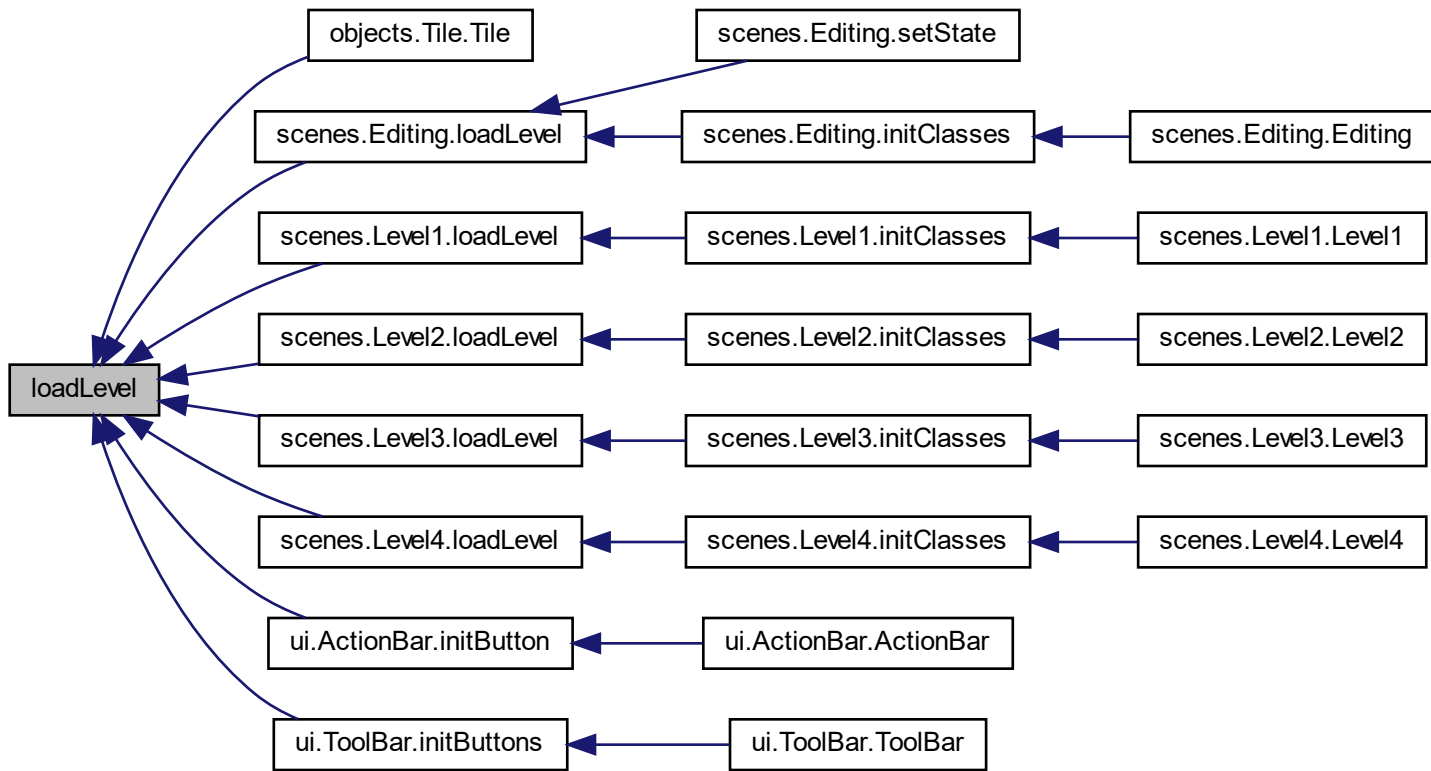 objects.Tile.Tile
scenes.Editing.setState
scenes.Editing.loadLevel
scenes.Editing.initClasses
scenes.Editing.Editing
scenes.Level1.loadLevel
scenes.Level1.initClasses
scenes.Level1.Level1
scenes.Level2.loadLevel
scenes.Level2.initClasses
scenes.Level2.Level2
loadLevel
scenes.Level3.loadLevel
scenes.Level3.initClasses
scenes.Level3.Level3
scenes.Level4.loadLevel
scenes.Level4.initClasses
scenes.Level4.Level4
ui.ActionBar.initButton
ui.ActionBar.ActionBar
ui.ToolBar.initButtons
ui.ToolBar.ToolBar